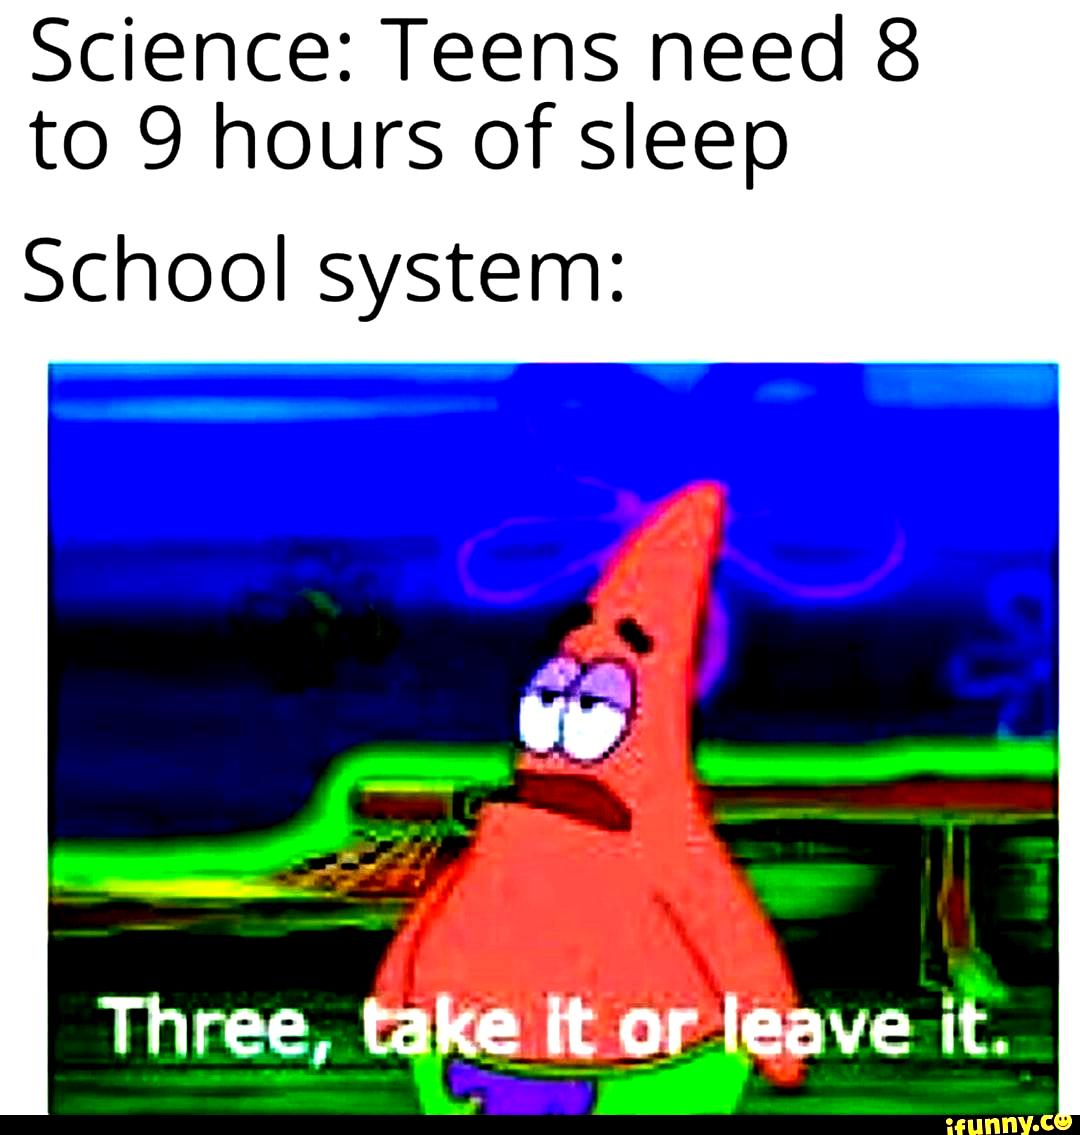 Science: Teens need 8
to 9 hours of sleep
School system:
Three, take it or leave it.
ifunny.co